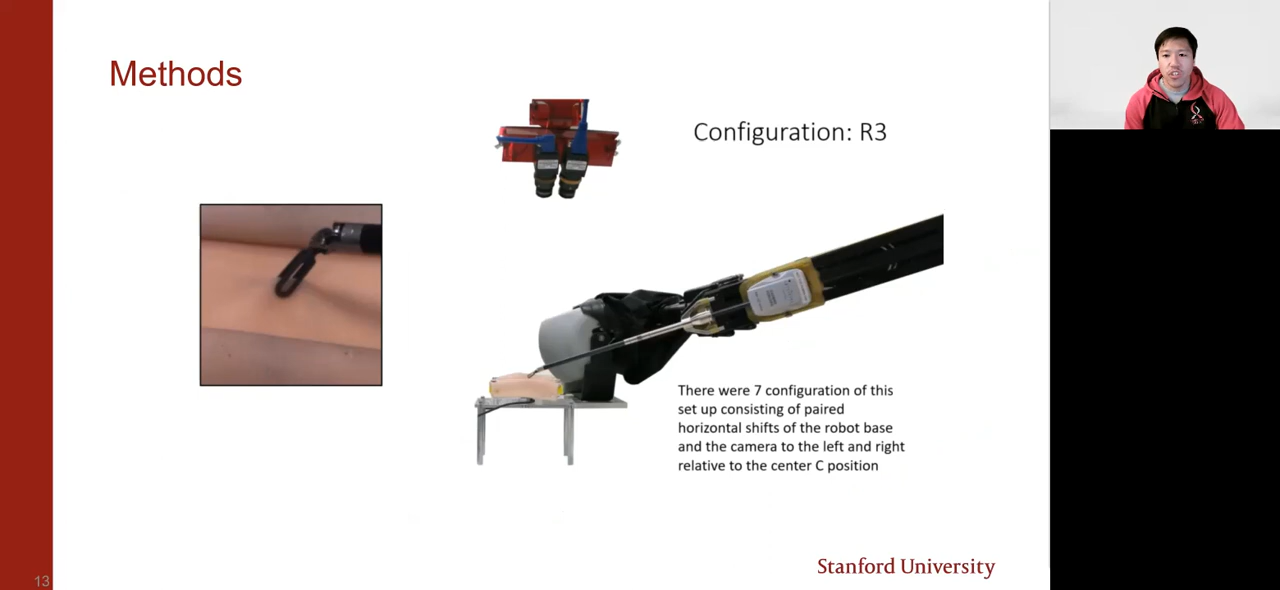 Methods
Configuration: R3
There were 7 configuration of this
set up consisting of paired
horizontal shifts of the robot base
and the camera to the left and right
relative to the center C position
Stanford University
13